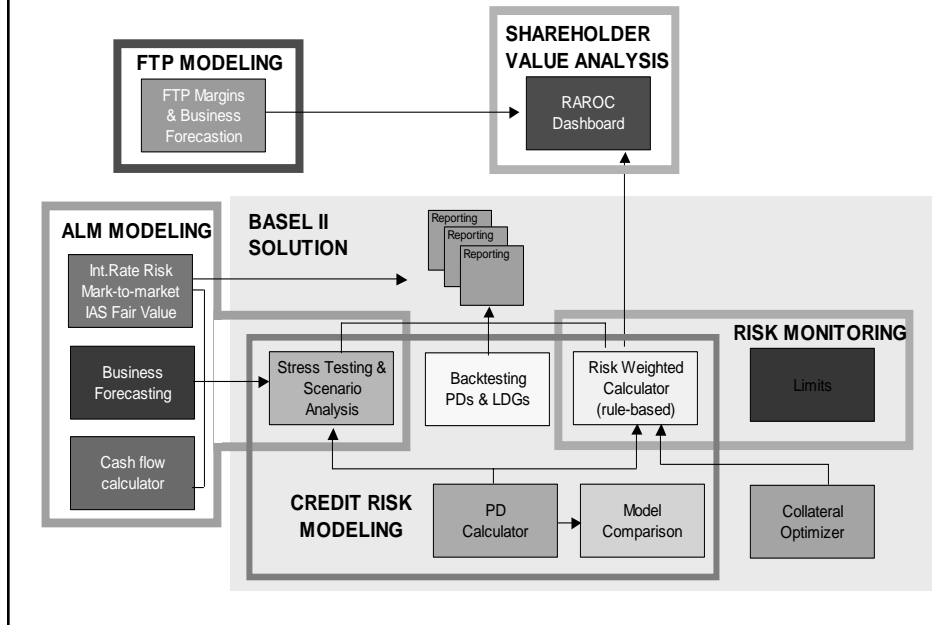 SHAREHOLDER
VALUE ANALYSIS
FTP MODELING
FTP Margins
& Business
Forecastion
RAROC
Dashboard
ALM MODELING
BASEL II
SOLUTION
Reporting
Reporting
Reporting
Int.Rate Risk
Mark-to-market
IAS Fair Value
RISK MONITORING
Business
Forecasting
Stress Testing &
Scenario
Analysis
Backtesting
PDs & LDGs
Risk Weighted
Calculator
(rule-based)
Limits
Cash flow
calculator
CREDIT RISK
MODELING
PD
Calculator
Model
Comparison
Collateral
Optimizer